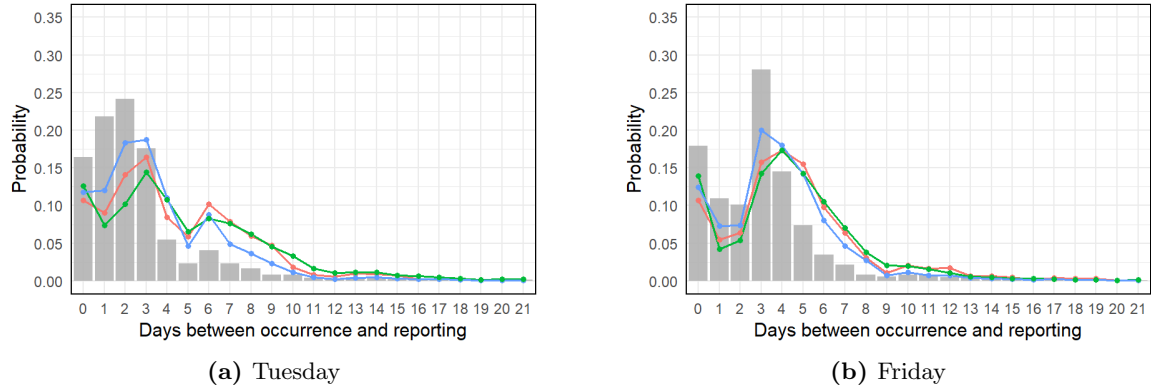 0.35
0.30
0.25
0.20
0.15
0.10
0.05
0.00
Probability
0 1 2 3 4 5 6 7 8 9 10 11 12 13 14 15 16 17 18 19 20 21
Days between occurrence and reporting
(a) Tuesday
0.35
0.30
0.25
0.20
0.15
0.10
0.05
0.00
Probability
0 1 2 3 4 5 6 7 8 9 10 11 12 13 14 15 16 17 18 19 20 21
Days between occurrence and reporting
(b) Friday